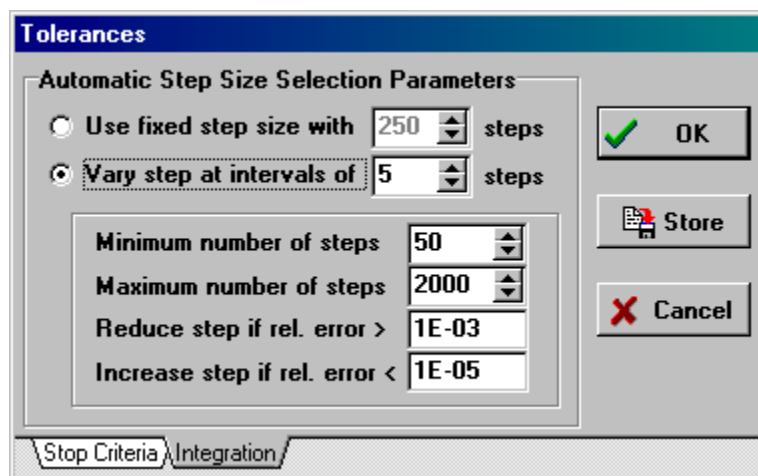 Tolerances
Automatic Step Size Selection Parameters
Use fixed step size with 250 steps
Vary step at intervals of 5 steps
Minimum number of steps 50
Maximum number of steps 2000
Reduce step if rel. error > 1E-03
Increase step if rel. error < 1E-05
OK
Store
Cancel
Stop Criteria Integration